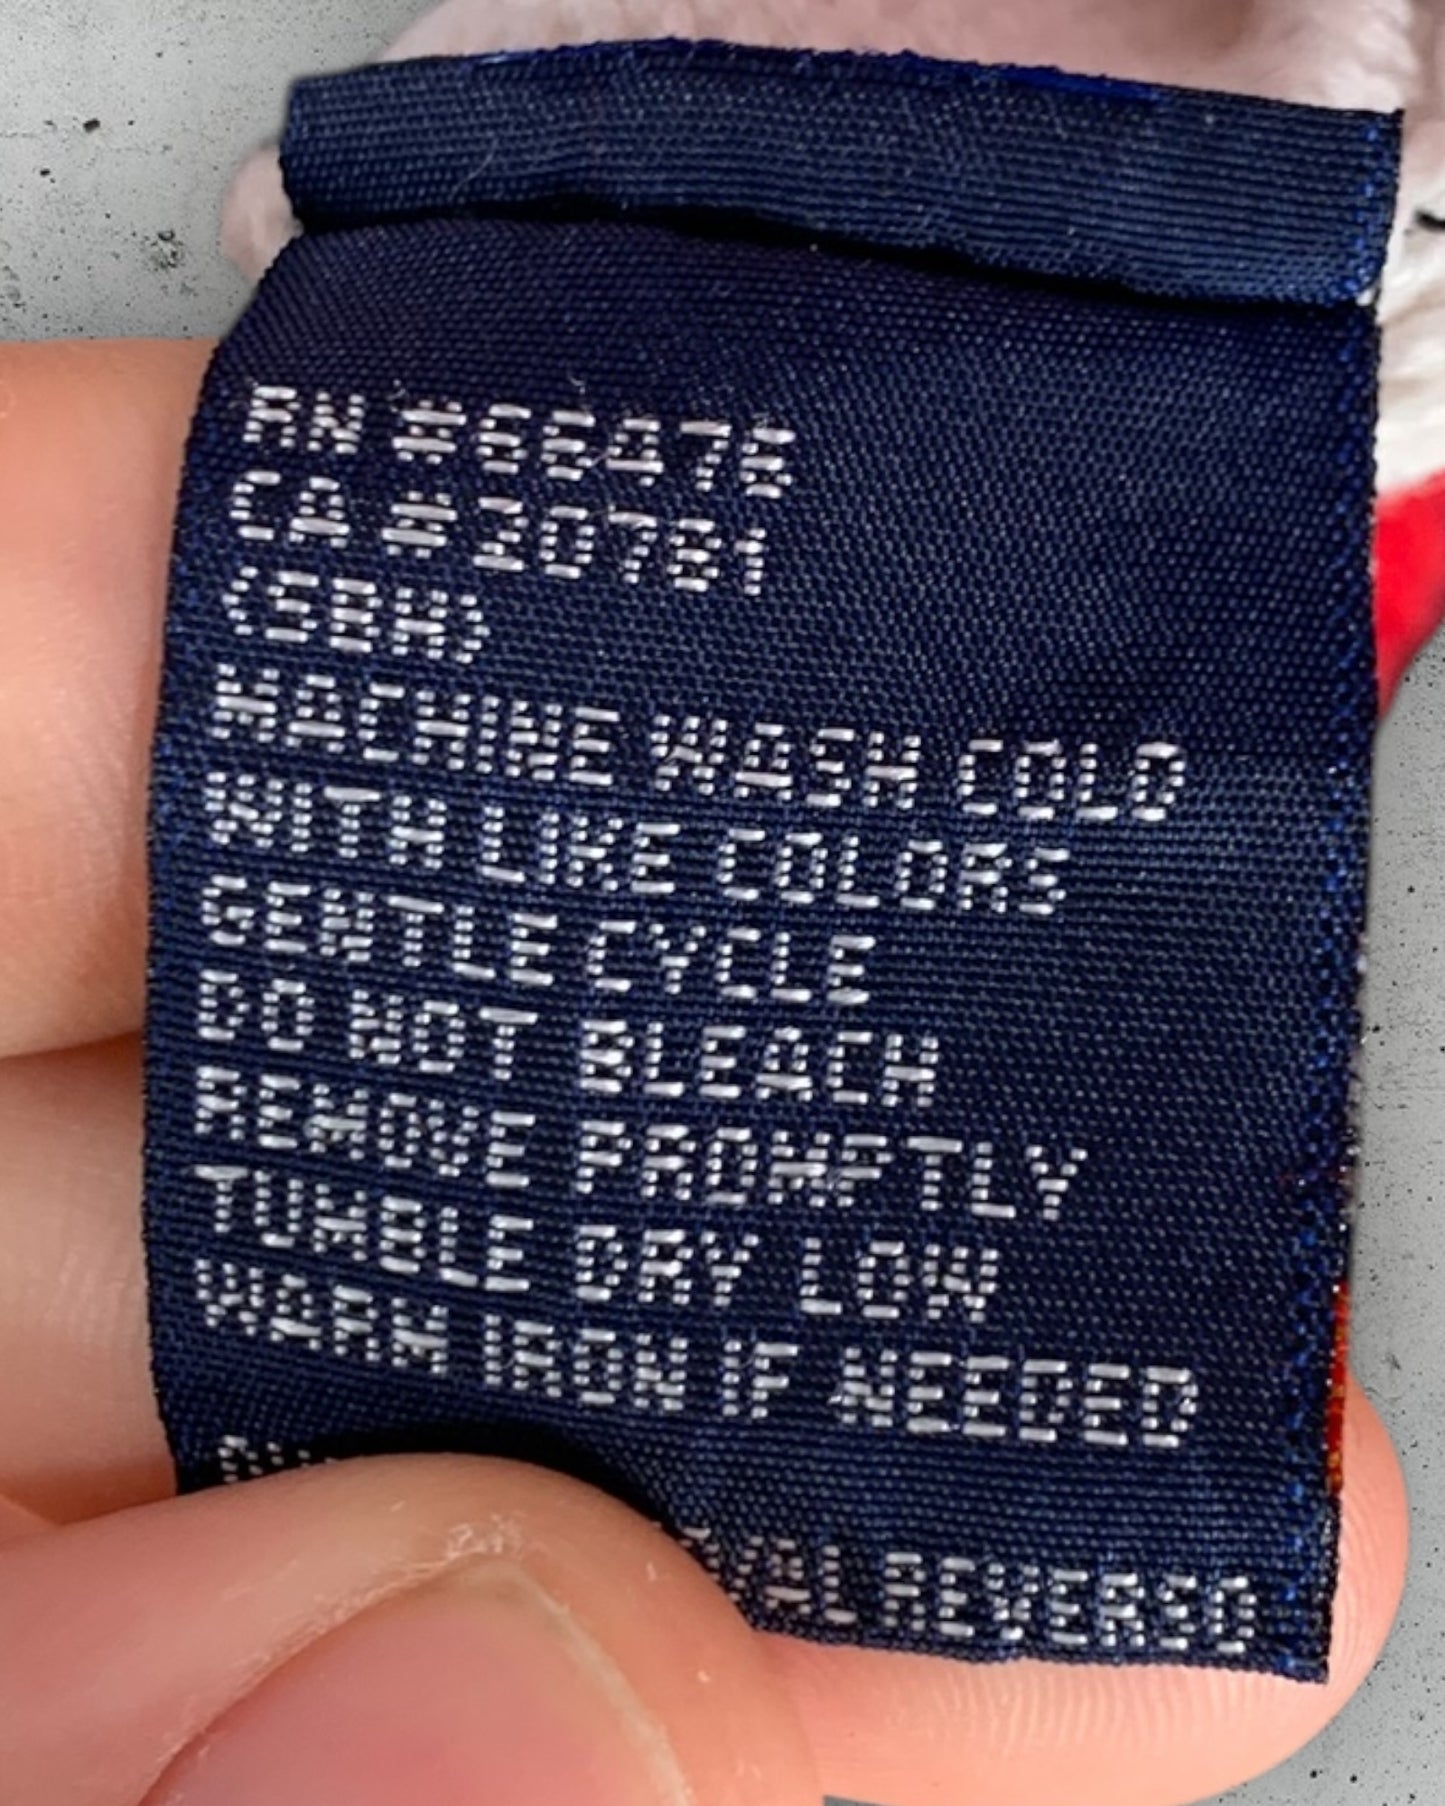 RN #66476
CA #20781
(SBH)
MACHINE WASH COLD
WITH LIKE COLORS
GENTLE CYCLE
DO NOT BLEACH
REMOVE PROMPTLY
TUMBLE DRY LOW
WARM IRON IF NEEDED
REVERSO